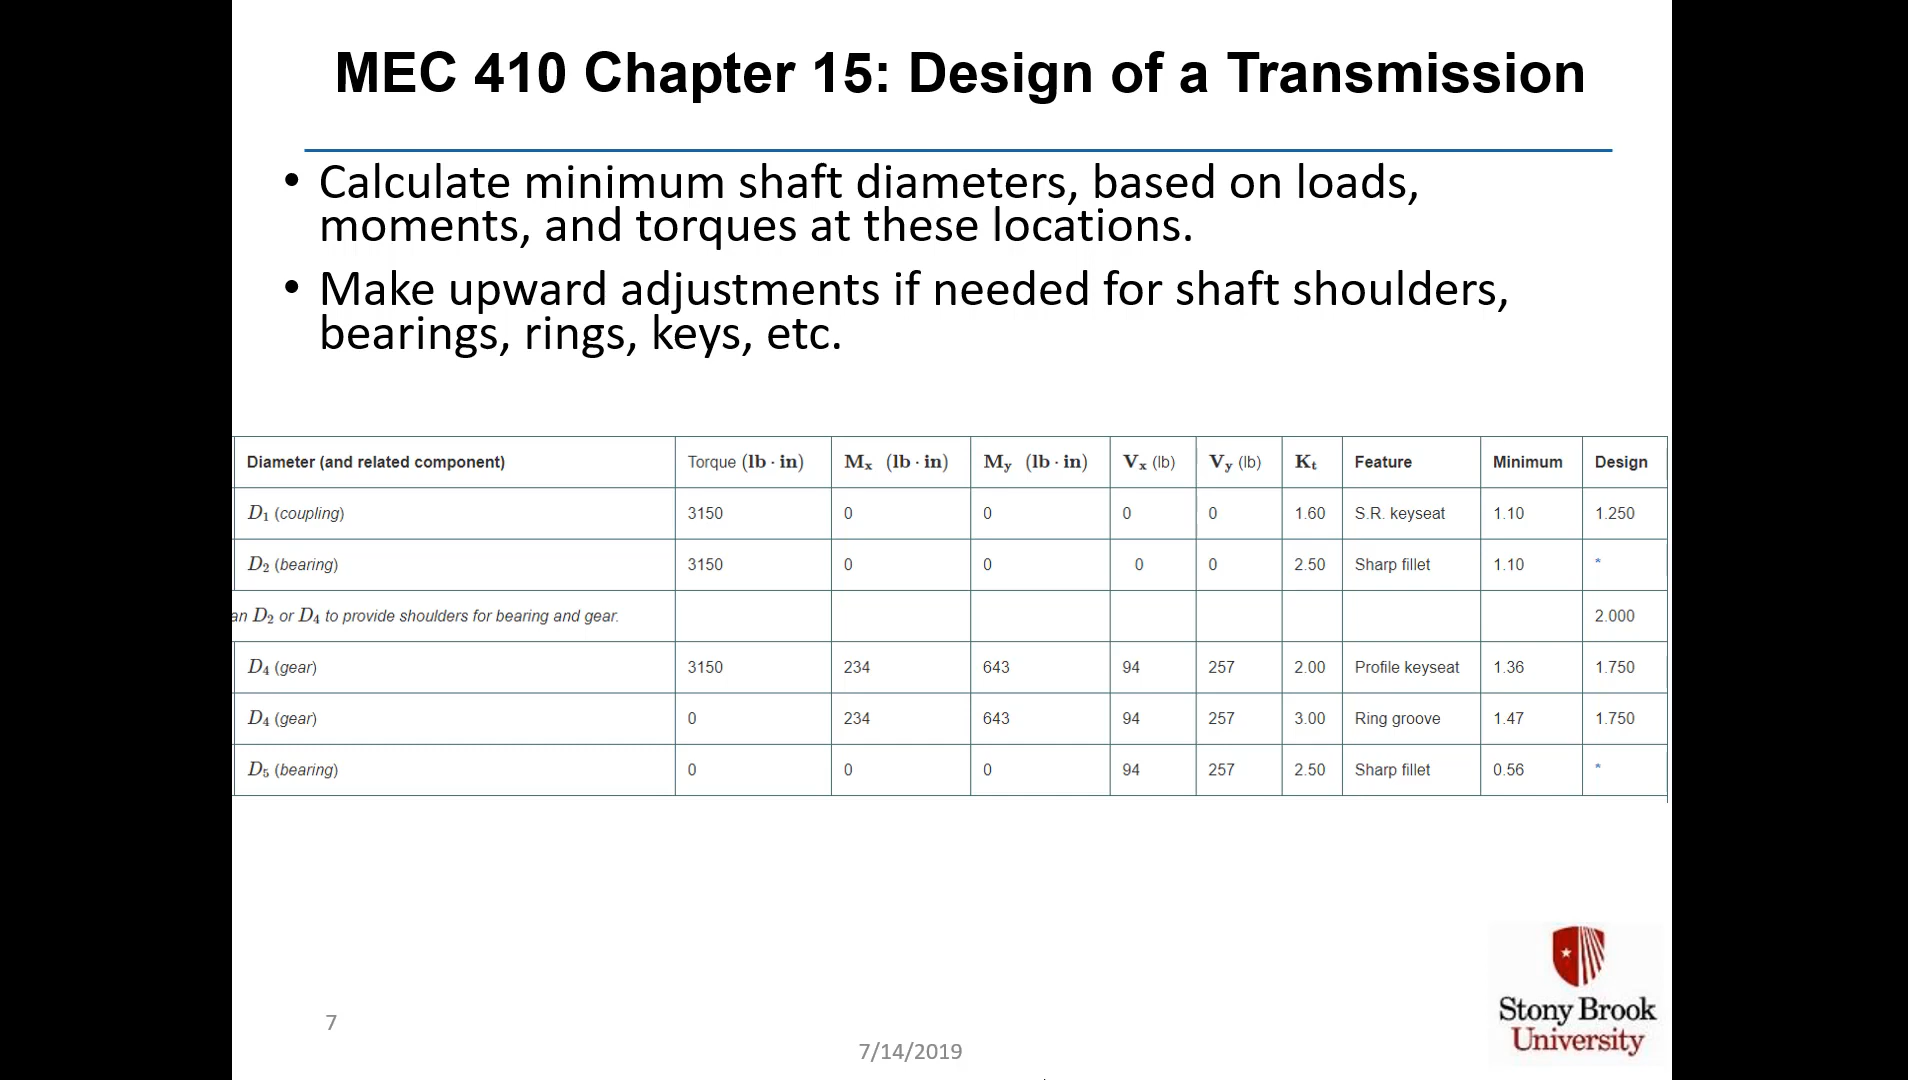 MEC 410 Chapter 15: Design of a Transmission
• Calculate minimum shaft diameters, based on loads,
moments, and torques at these locations.
• Make upward adjustments if needed for shaft shoulders,
bearings, rings, keys, etc.
Diameter (and related component) Torque (lb · in) Mx (lb · in) My (lb · in) Vx (lb) Vy (lb) Kt Feature Minimum Design
D1 (coupling) 3150 0 0 0 0 1.60 S.R. keyseat 1.10 1.250
D2 (bearing) 3150 0 0 0 0 2.50 Sharp fillet 1.10 *
an D2 or D4 to provide shoulders for bearing and gear. 2.000
D4 (gear) 3150 234 643 94 257 2.00 Profile keyseat 1.36 1.750
D4 (gear) 0 234 643 94 257 3.00 Ring groove 1.47 1.750
D5 (bearing) 0 0 0 94 257 2.50 Sharp fillet 0.56 *
Stony Brook
University
7
7/14/2019